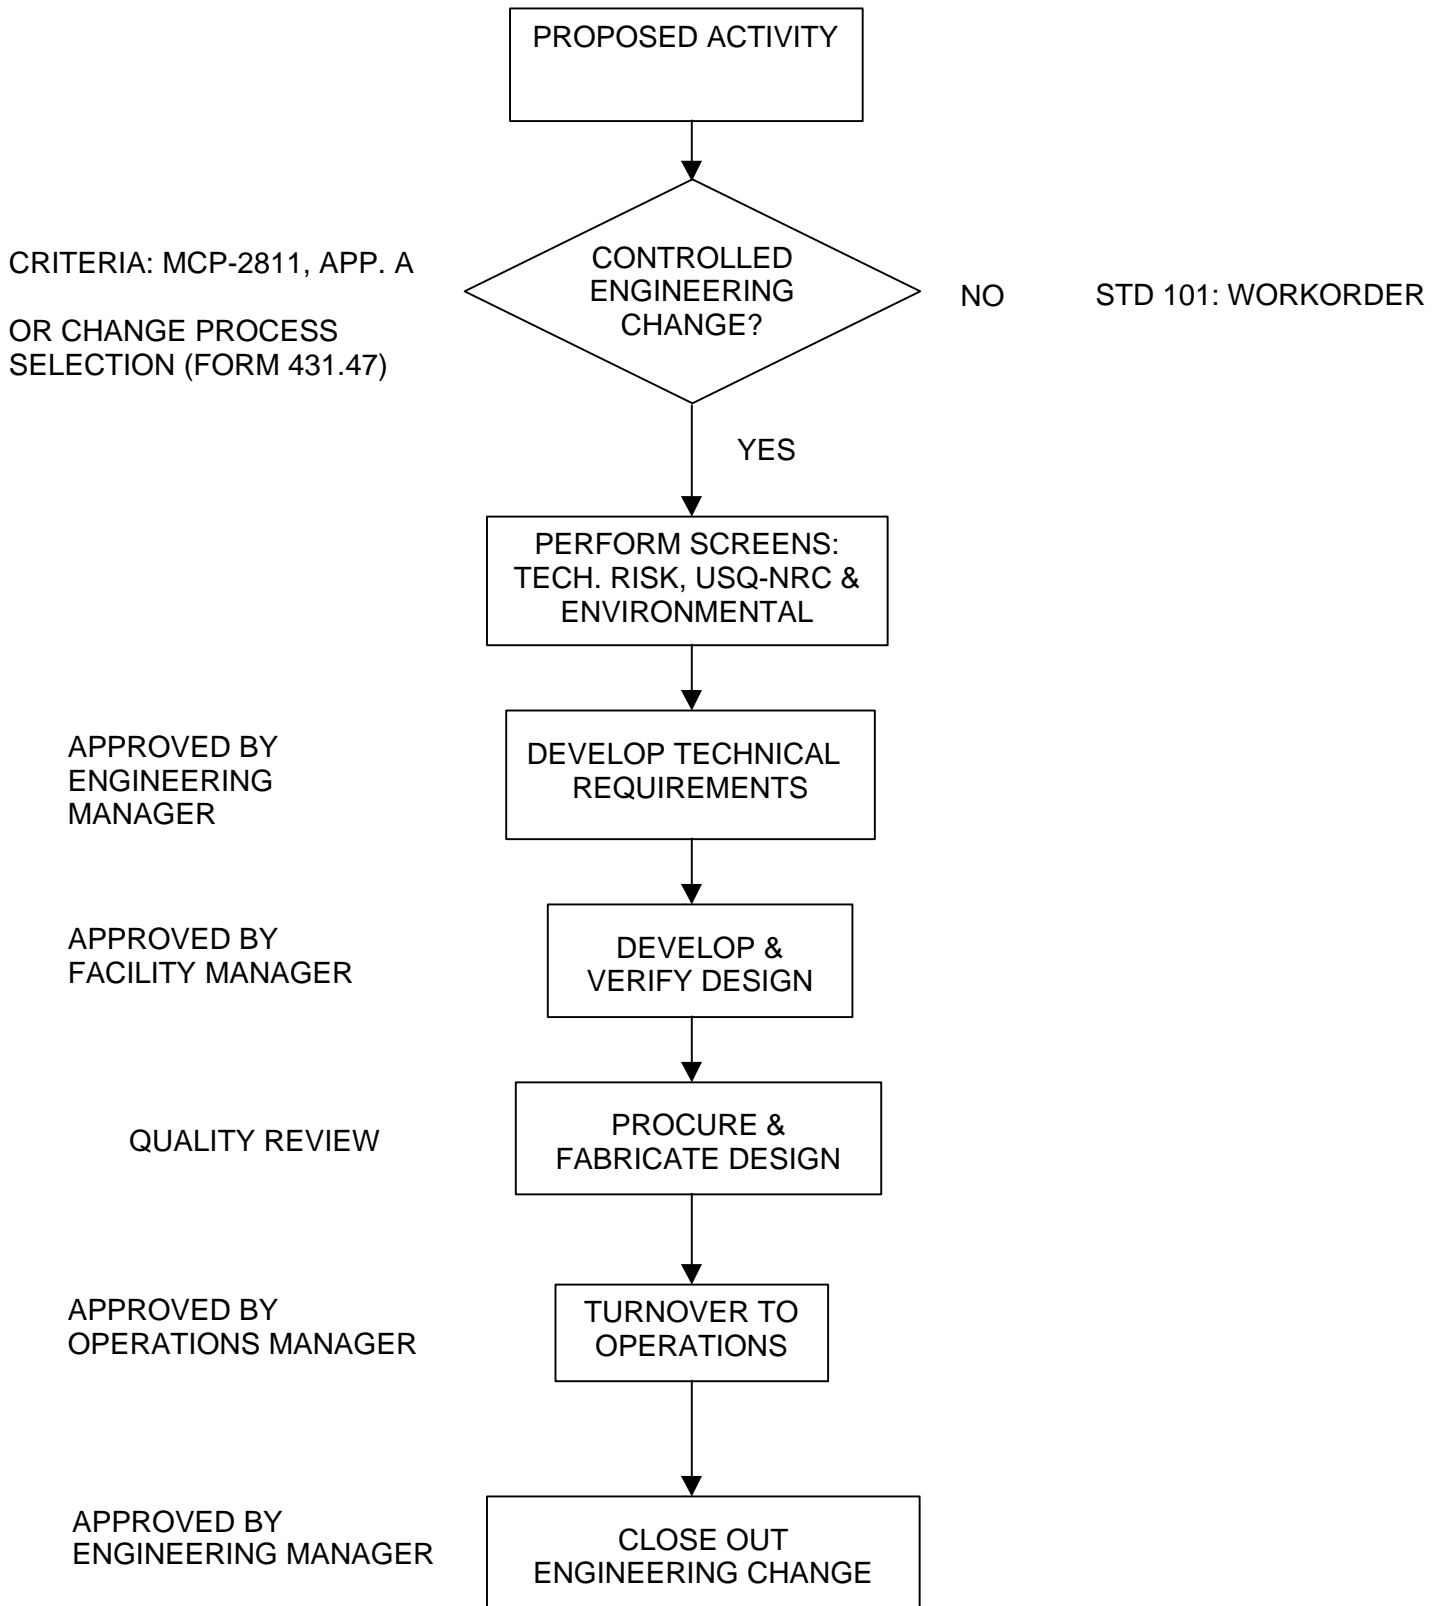 PROPOSED ACTIVITY
CRITERIA: MCP-2811, APP. A
OR CHANGE PROCESS
SELECTION (FORM 431.47)
CONTROLLED
ENGINEERING
CHANGE?
NO
STD 101: WORKORDER
YES
PERFORM SCREENS:
TECH. RISK, USQ-NRC &
ENVIRONMENTAL
APPROVED BY
ENGINEERING
MANAGER
DEVELOP TECHNICAL
REQUIREMENTS
APPROVED BY
FACILITY MANAGER
DEVELOP &
VERIFY DESIGN
QUALITY REVIEW
PROCURE &
FABRICATE DESIGN
APPROVED BY
OPERATIONS MANAGER
TURNOVER TO
OPERATIONS
APPROVED BY
ENGINEERING MANAGER
CLOSE OUT
ENGINEERING CHANGE